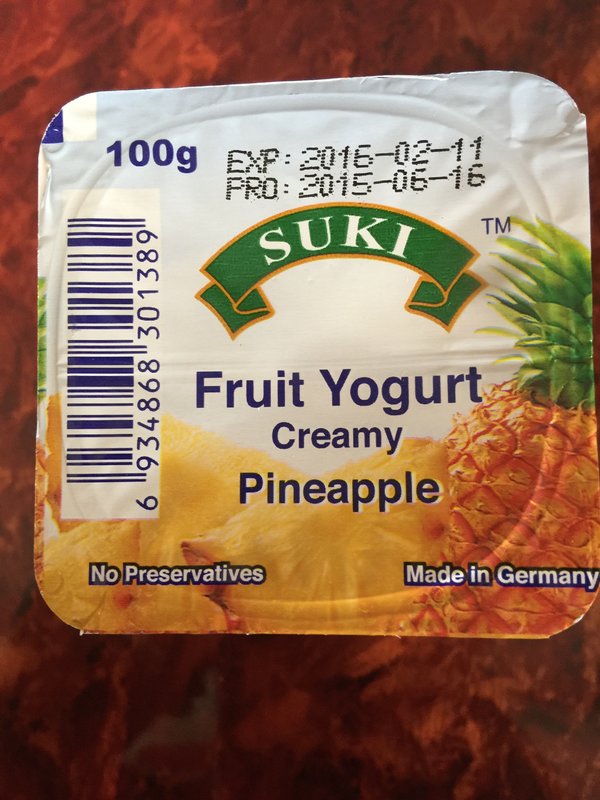 100g
EXP: 2016-02-11
PRO: 2015-06-16
SUKI TM
Fruit Yogurt
Creamy
Pineapple
No Preservatives
Made in Germany
6 934868 301389